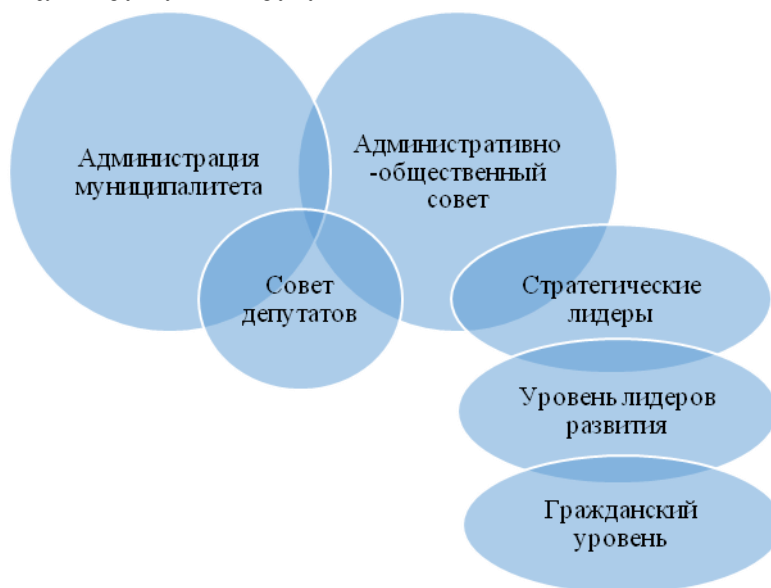 Администрация
муниципалитета
Административно
-общественный
совет
Совет
депутатов
Стратегические
лидеры
Уровень лидеров
развития
Гражданский
уровень